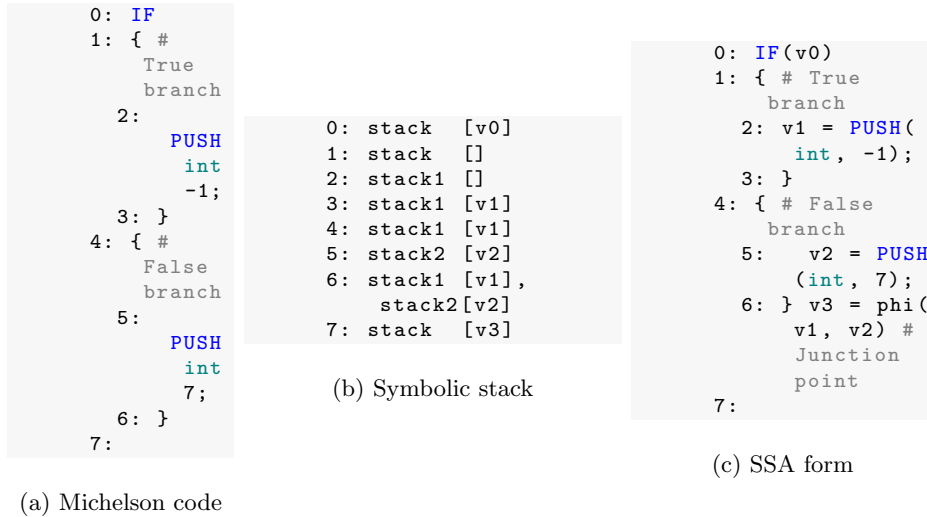 0: IF
1: { #
True
branch
2:
PUSH
int
-1;
3: }
4: { #
False
branch
5:
PUSH
int
7;
6: }
7:
(a) Michelson code
0: stack [v0]
1: stack []
2: stack1 []
3: stack1 [v1]
4: stack1 [v1]
5: stack2 [v2]
6: stack1 [v1],
stack2[v2]
7: stack [v3]
(b) Symbolic stack
0: IF(v0)
1: { # True
branch
2: v1 = PUSH(
int, -1);
3: }
4: { # False
branch
5: v2 = PUSH
(int, 7);
6: } v3 = phi(
v1, v2) #
Junction
point
7:
(c) SSA form